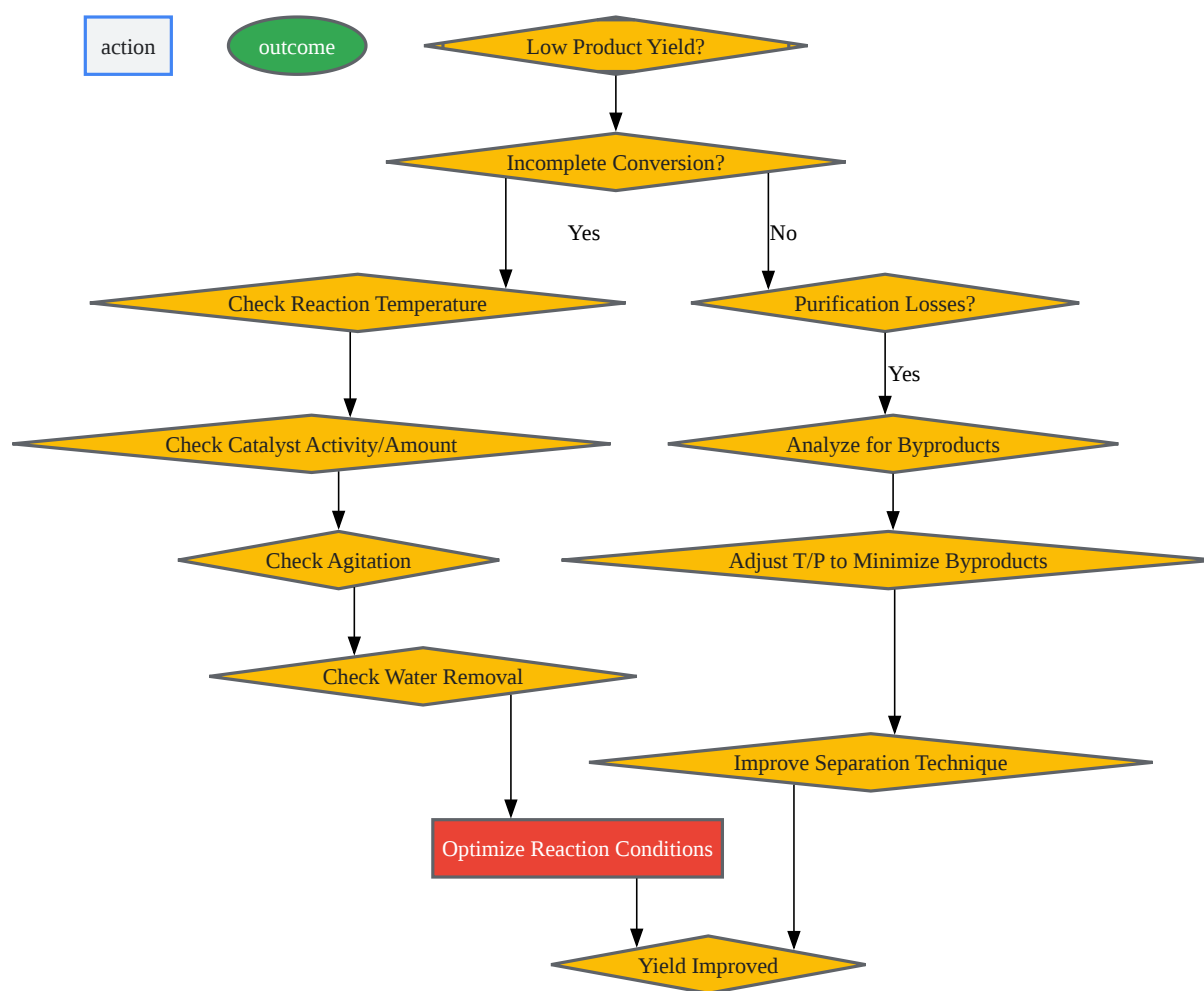 action
outcome
Low Product Yield?
Incomplete Conversion?
Yes
No
Check Reaction Temperature
Purification Losses?
Yes
Check Catalyst Activity/Amount
Analyze for Byproducts
Check Agitation
Adjust T/P to Minimize Byproducts
Check Water Removal
Improve Separation Technique
Optimize Reaction Conditions
Yield Improved